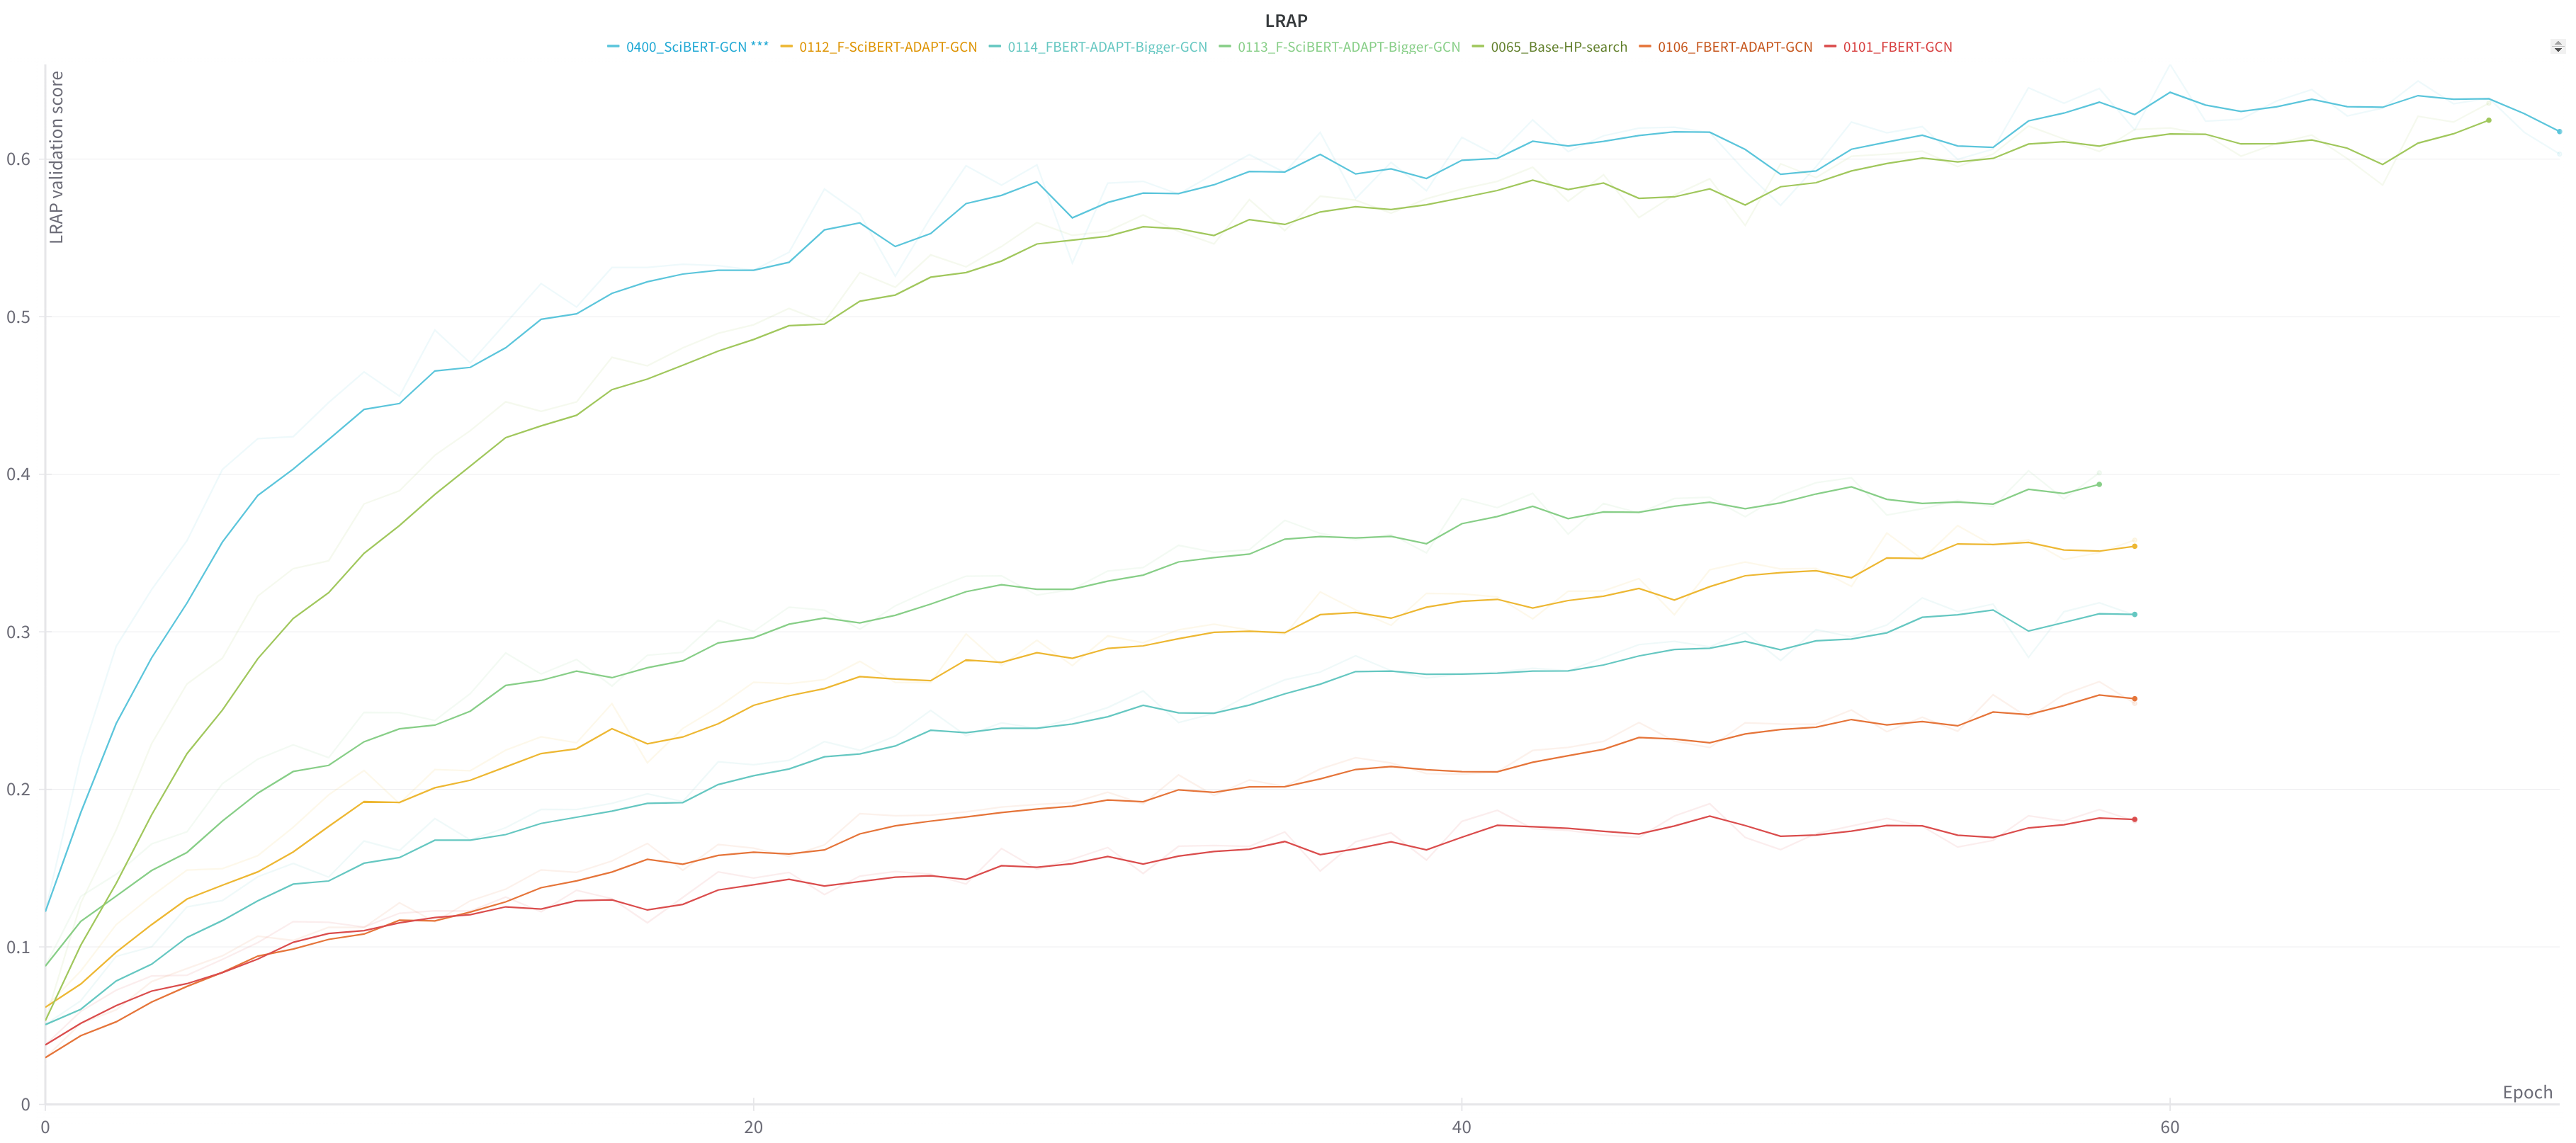 LRAP
0400_SciBERT-GCN *** 0112_F-SciBERT-ADAPT-GCN 0114_FBERT-ADAPT-Bigger-GCN 0113_F-SciBERT-ADAPT-Bigger-GCN 0065_Base-HP-search 0106_FBERT-ADAPT-GCN 0101_FBERT-GCN
LRAP validation score
0.6
0.5
0.4
0.3
0.2
0.1
0
Epoch
0 20 40 60